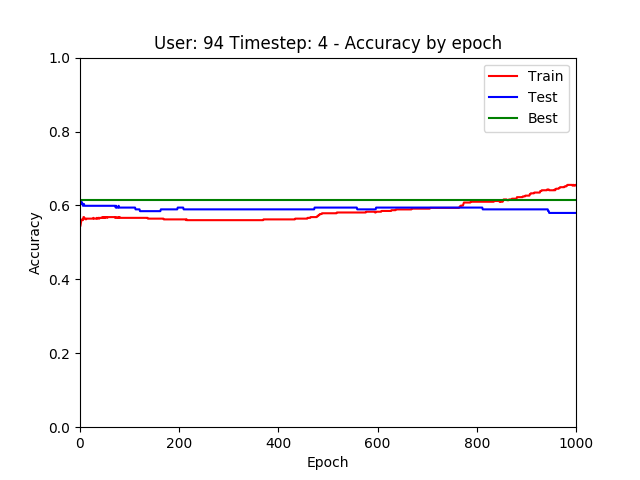 User: 94 Timestep: 4 - Accuracy by epoch
1.0
0.8
0.6
0.4
0.2
0.0
Accuracy
0 200 400 600 800 1000
Epoch
Train
Test
Best